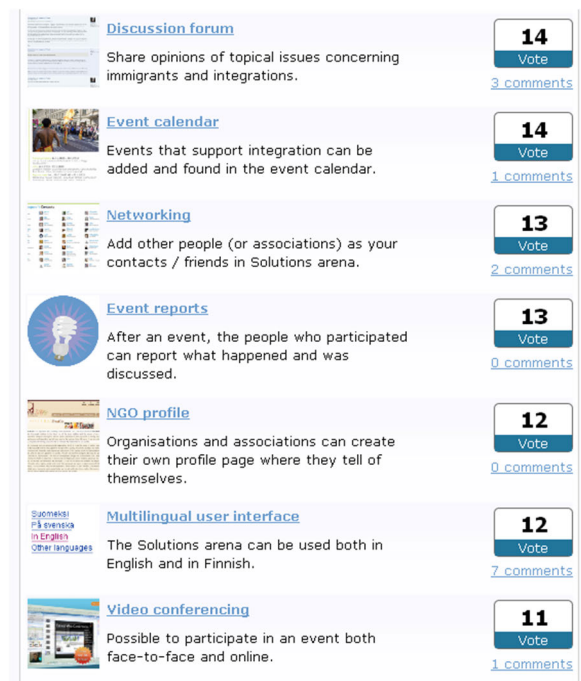 Discussion forum
Share opinions of topical issues concerning
immigrants and integrations.
14
Vote
3 comments
Event calendar
Events that support integration can be
added and found in the event calendar.
14
Vote
1 comments
Networking
Add other people (or associations) as your
contacts / friends in Solutions arena.
13
Vote
2 comments
Event reports
After an event, the people who participated
can report what happened and was
discussed.
13
Vote
0 comments
NGO profile
Organisations and associations can create
their own profile page where they tell of
themselves.
12
Vote
0 comments
Suomeksi
På svenska
In English
Other languages
Multilingual user interface
The Solutions arena can be used both in
English and in Finnish.
12
Vote
7 comments
Video conferencing
Possible to participate in an event both
face-to-face and online.
11
Vote
1 comments